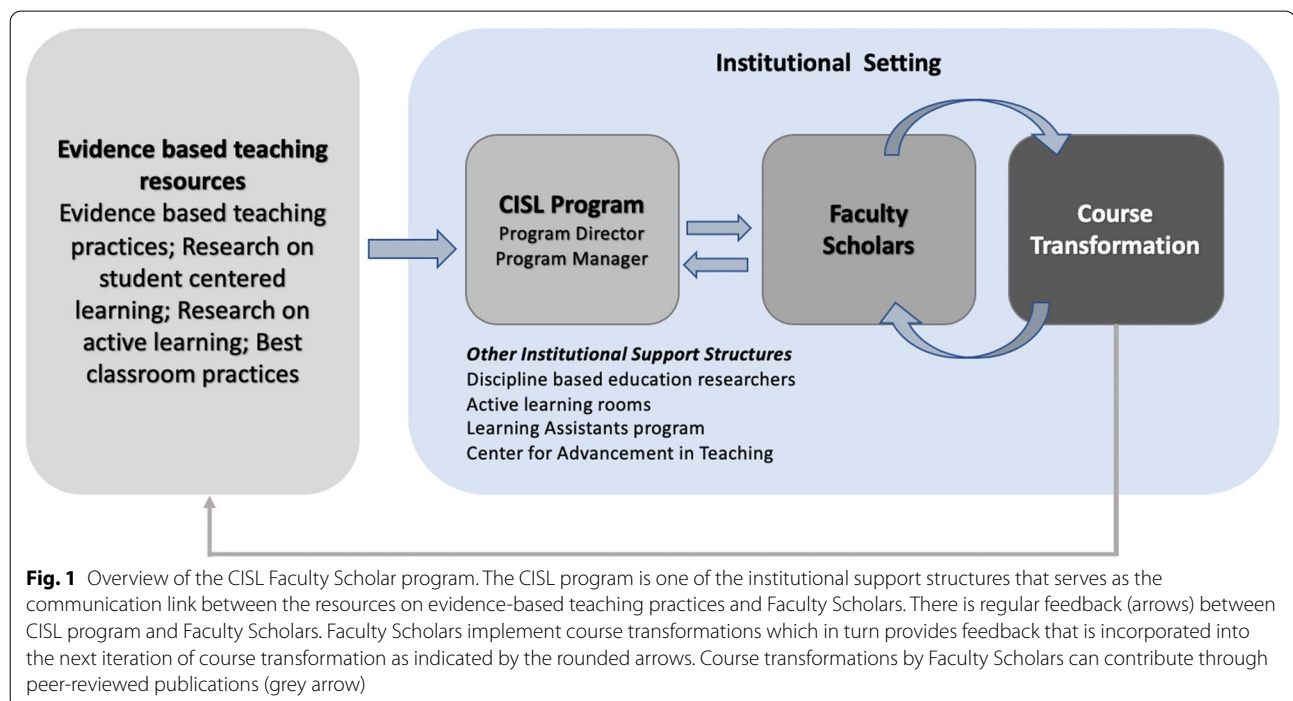 Evidence based teaching
resources
Evidence based teaching
practices; Research on
student centered
learning; Research on
active learning; Best
classroom practices
Institutional Setting
CISL Program
Program Director
Program Manager
Faculty
Scholars
Course
Transformation
Other Institutional Support Structures
Discipline based education researchers
Active learning rooms
Learning Assistants program
Center for Advancement in Teaching
Fig. 1 Overview of the CISL Faculty Scholar program. The CISL program is one of the institutional support structures that serves as the
communication link between the resources on evidence-based teaching practices and Faculty Scholars. There is regular feedback (arrows) between
CISL program and Faculty Scholars. Faculty Scholars implement course transformations which in turn provides feedback that is incorporated into
the next iteration of course transformation as indicated by the rounded arrows. Course transformations by Faculty Scholars can contribute through
peer-reviewed publications (grey arrow)